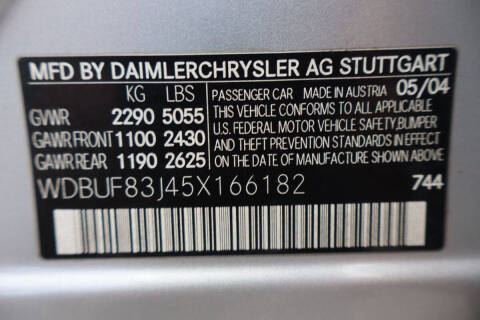 MFD BY DAIMLERCHRYSLER AG STUTTGART
KG LBS
GVWR 2290 5055
GAWR FRONT 1100 2430
GAWR REAR 1190 2625
PASSENGER CAR MADE IN AUSTRIA 05/04
THIS VEHICLE CONFORMS TO ALL APPLICABLE
U.S. FEDERAL MOTOR VEHICLE SAFETY, BUMPER
AND THEFT PREVENTION STANDARDS IN
EFFECT ON THE DATE OF MANUFACTURE
SHOWN ABOVE.
WDBUF83J45X166182 744